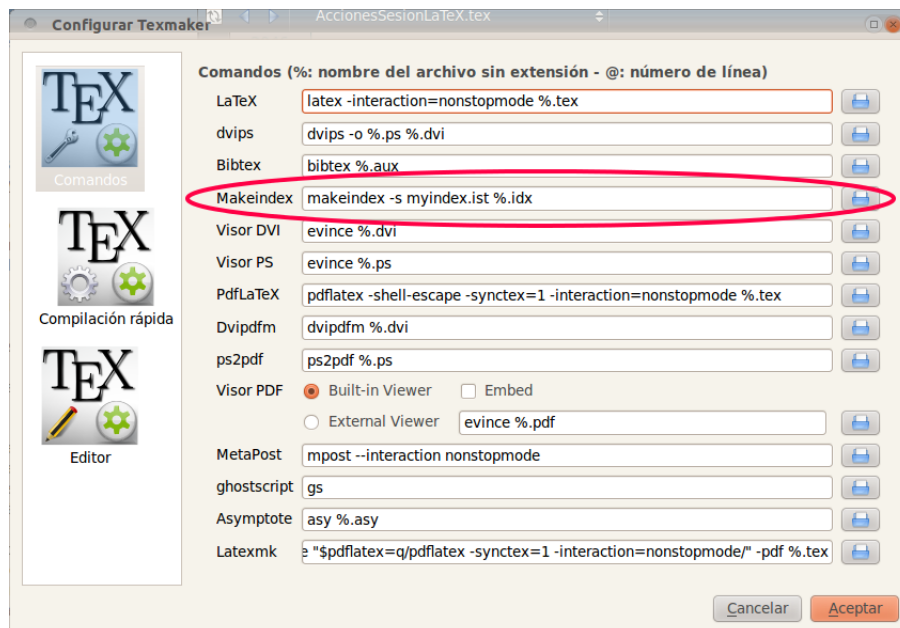 Configurar Texmaker
AccionesSesionLaTeX.tex
TEX
Comandos
TEX
Compilación rápida
TEX
Editor
Comandos (%: nombre del archivo sin extensión - @: número de línea)
LaTeX latex -interaction=nonstopmode %.tex
dvips dvips -o %.ps %.dvi
Bibtex bibtex %.aux
Makeindex makeindex -s myindex.ist %.idx
Visor DVI evince %.dvi
Visor PS evince %.ps
PdfLaTeX pdflatex -shell-escape -synctex=1 -interaction=nonstopmode %.tex
Dvipdfm dvipdfm %.dvi
ps2pdf ps2pdf %.ps
Visor PDF Built-in Viewer Embed
External Viewer evince %.pdf
MetaPost mpost --interaction nonstopmode
ghostscript gs
Asymptote asy %.asy
Latexmk e "$pdflatex=q/pdflatex -synctex=1 -interaction=nonstopmode/" -pdf %.tex
Cancelar Aceptar